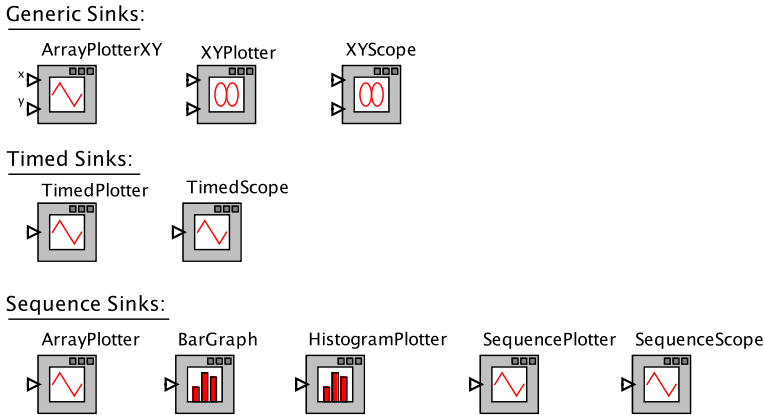 Generic Sinks:
ArrayPlotterXY XYPlotter XYScope
x
y
Timed Sinks:
TimedPlotter TimedScope
Sequence Sinks:
ArrayPlotter BarGraph HistogramPlotter SequencePlotter SequenceScope